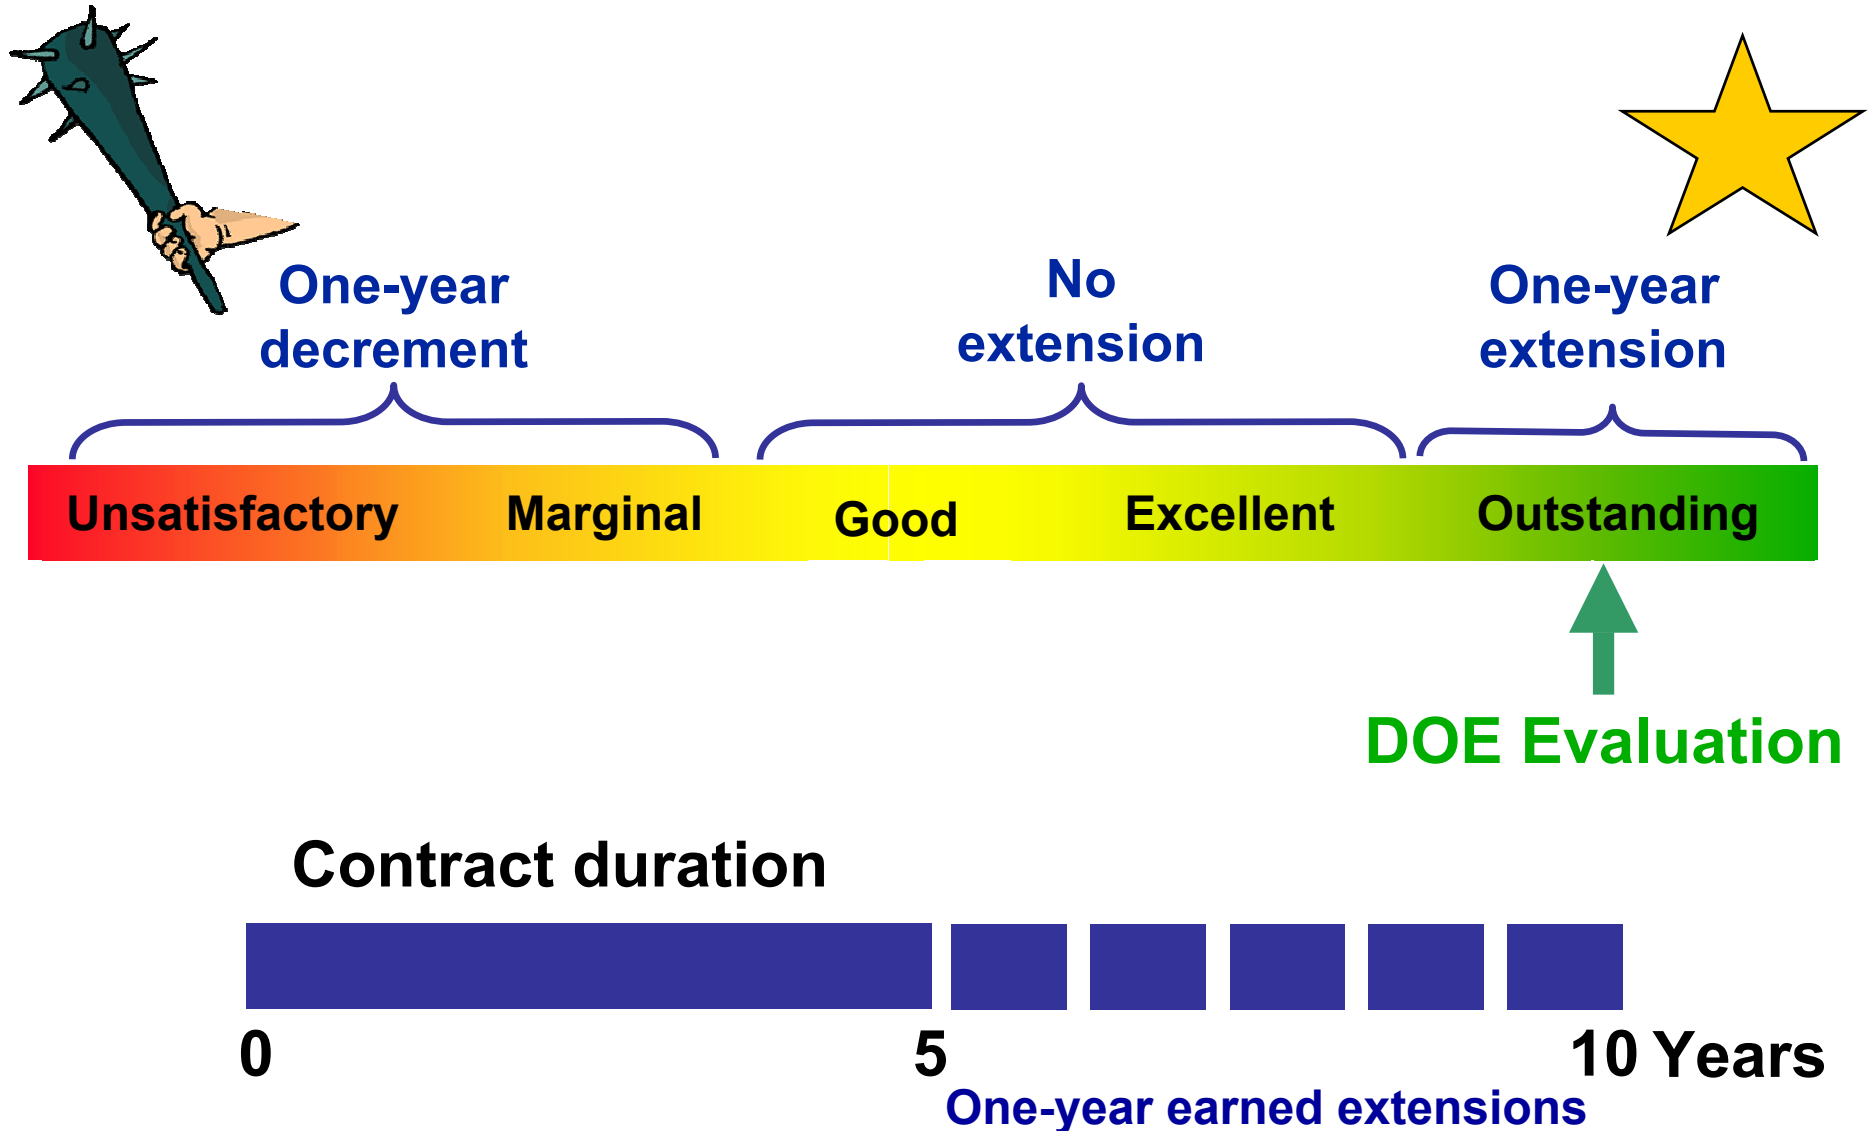 One-year
decrement
No
extension
One-year
extension
Unsatisfactory
Marginal
Good
Excellent
Outstanding
DOE Evaluation
Contract duration
0
5
10 Years
One-year earned extensions